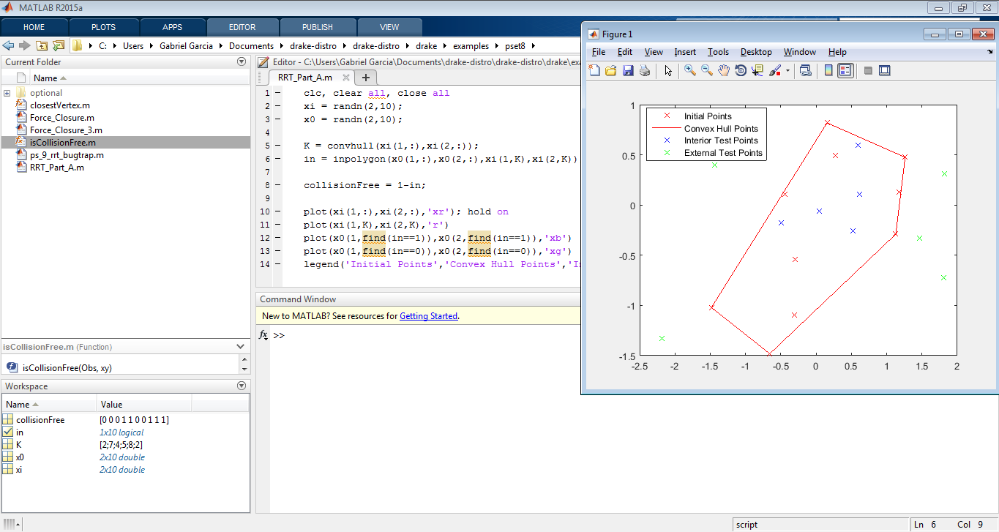 MATLAB R2015a
HOME PLOTS APPS EDITOR PUBLISH VIEW
C: Users Gabriel Garcia Documents drake-distro drake-distro drake examples pset8
Current Folder
Name
optional
closestVertex.m
Force_Closure.m
Force_Closure_3.m
isCollisionFree.m
ps_9_rrt_bugtrap.m
RRT_Part_A.m
isCollisionFree.m (Function)
isCollisionFree(Obs, xy)
Workspace
Name Value
collisionFree [0 0 0 1 1 0 0 1 1 1]
in 1x10 logical
K [2;7;4;5;8;2]
x0 2x10 double
xi 2x10 double
Editor - C:\Users\Gabriel Garcia\Documents\drake-distro\drake-distro\drake\exa
RRT_Part_A.m
1 – clc, clear all, close all
2 – xi = randn(2,10);
3 – x0 = randn(2,10);
4
5 – K = convhull(xi(1,:),xi(2,:));
6 – in = inpolygon(x0(1,:),x0(2,:),xi(1,K),xi(2,K))
7
8 – collisionFree = 1-in;
9
10 – plot(xi(1,:),xi(2,:),'xr'); hold on
11 – plot(xi(1,K),xi(2,K),'r')
12 – plot(x0(1,find(in==1)),x0(2,find(in==1)),'xb')
13 – plot(x0(1,find(in==0)),x0(2,find(in==0)),'xg')
14 – legend('Initial Points','Convex Hull Points','In
Command Window
New to MATLAB? See resources for Getting Started.
fx >>
Figure 1
File Edit View Insert Tools Desktop Window Help
Initial Points
Convex Hull Points
Interior Test Points
External Test Points
1
0.5
0
-0.5
-1
-1.5
-2.5 -2 -1.5 -1 -0.5 0 0.5 1 1.5 2
script Ln 6 Col 9